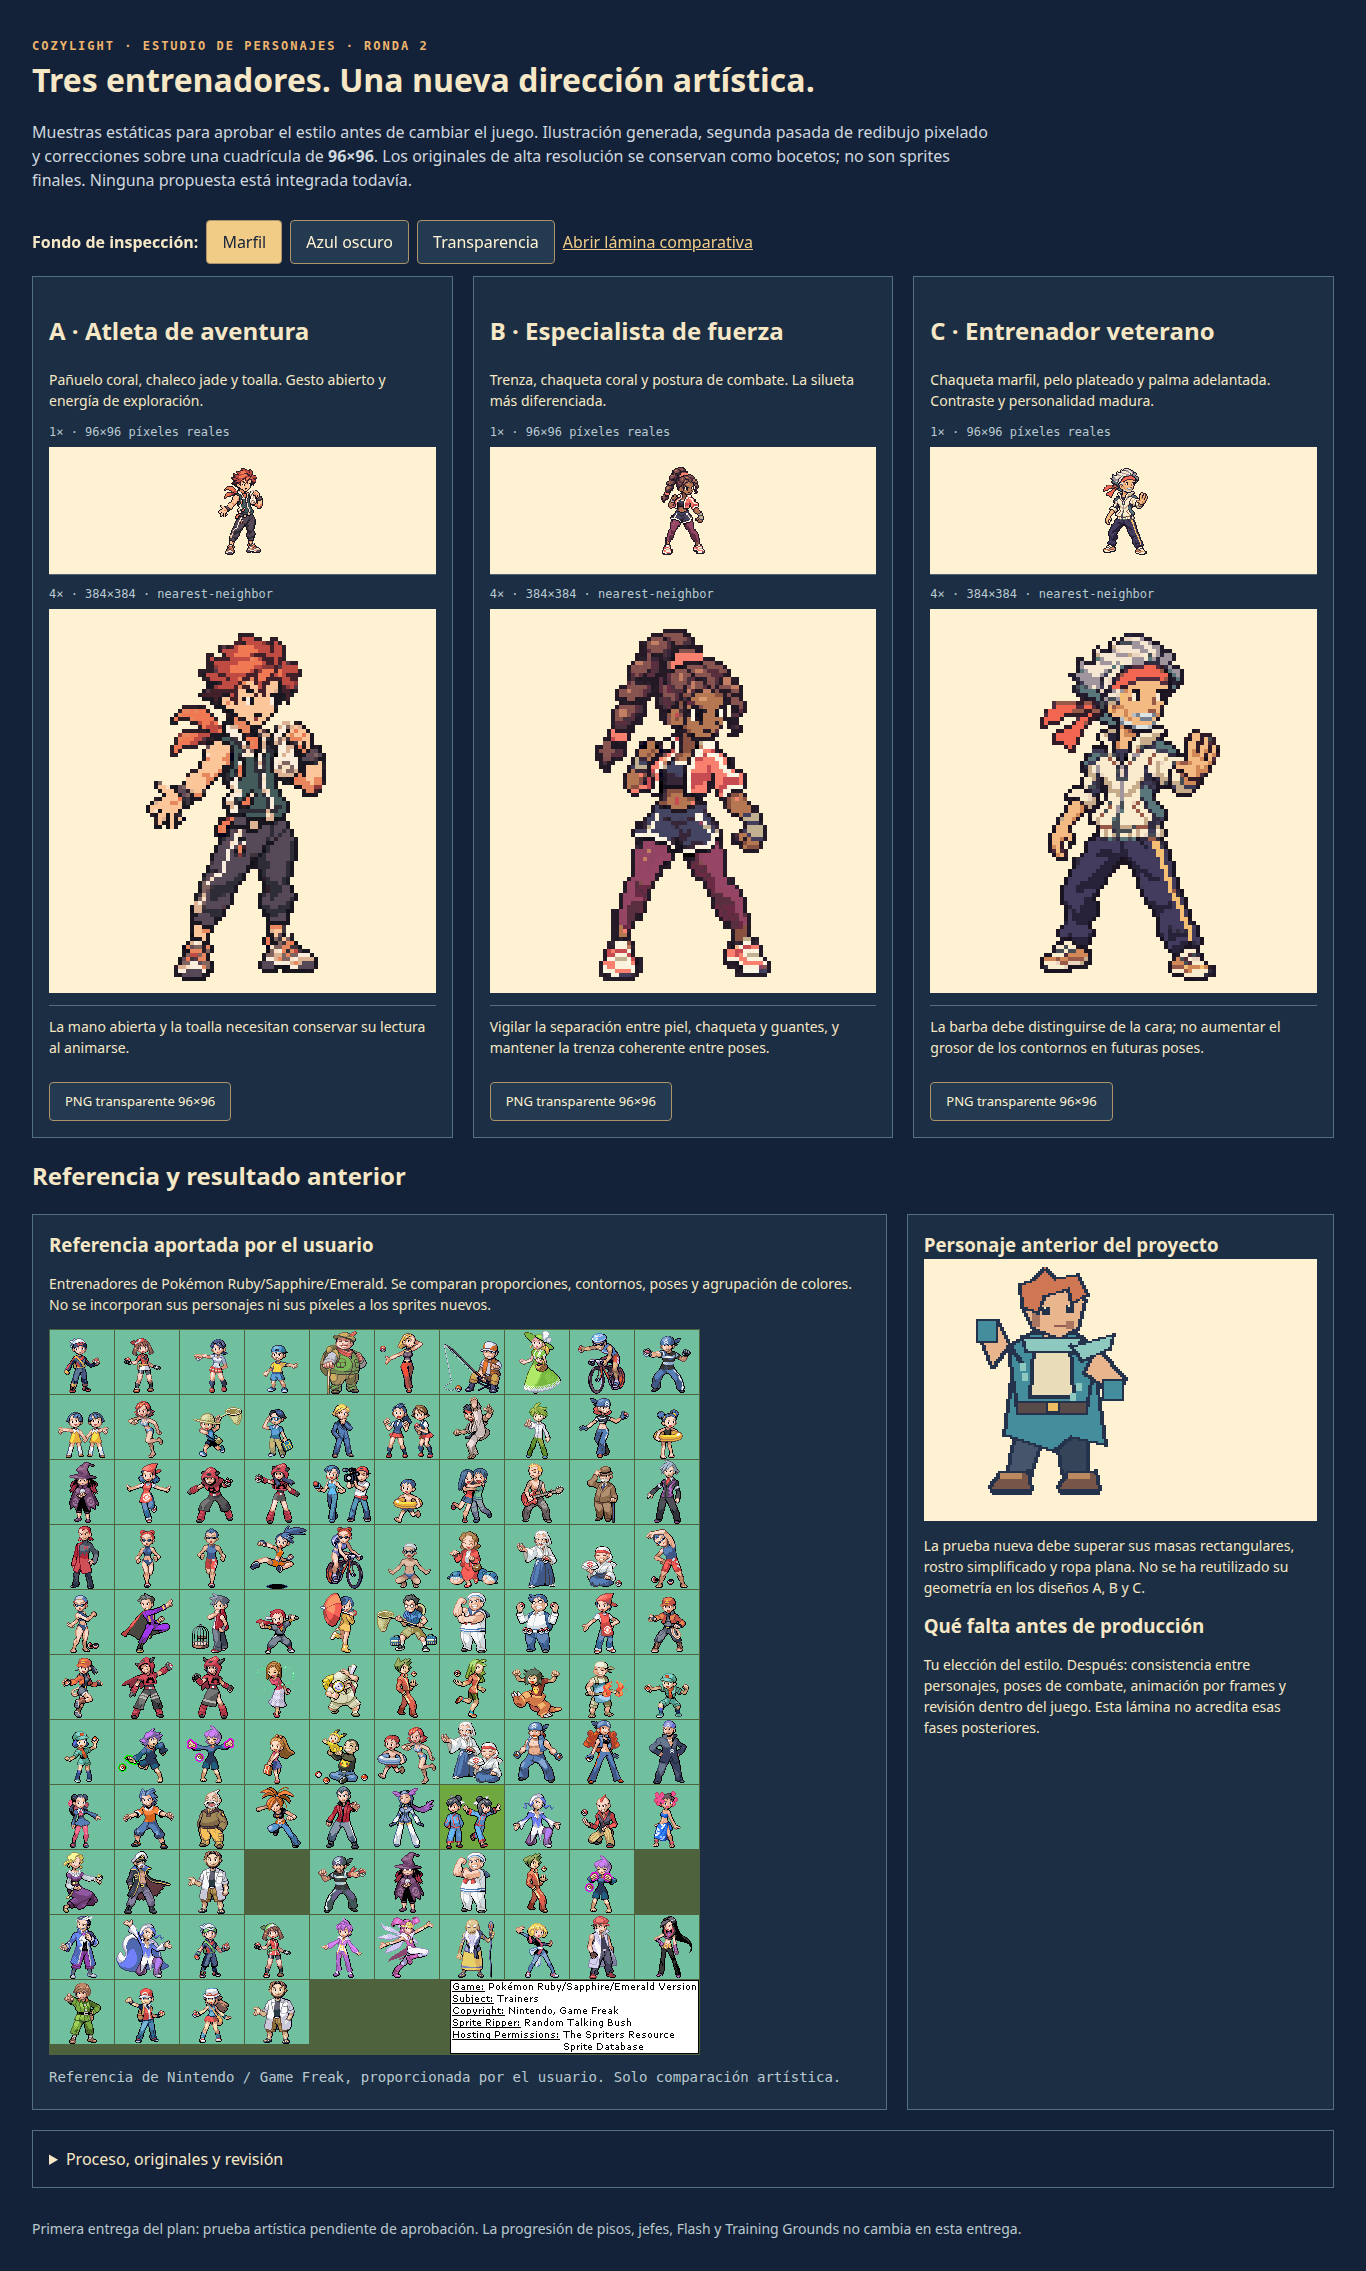 COZYLIGHT · ESTUDIO DE PERSONAJES · RONDA 2
Tres entrenadores. Una nueva dirección artística.
Muestras estáticas para aprobar el estilo antes de cambiar el juego. Ilustración generada, segunda pasada de redibujo pixelado
y correcciones sobre una cuadrícula de 96×96. Los originales de alta resolución se conservan como bocetos; no son sprites
finales. Ninguna propuesta está integrada todavía.
Fondo de inspección: Marfil Azul oscuro Transparencia Abrir lámina comparativa
A · Atleta de aventura
Pañuelo coral, chaleco jade y toalla. Gesto abierto y
energía de exploración.
1× · 96×96 píxeles reales
4× · 384×384 · nearest-neighbor
La mano abierta y la toalla necesitan conservar su lectura
al animarse.
PNG transparente 96×96
B · Especialista de fuerza
Trenza, chaqueta coral y postura de combate. La silueta
más diferenciada.
1× · 96×96 píxeles reales
4× · 384×384 · nearest-neighbor
Vigilar la separación entre piel, chaqueta y guantes, y
mantener la trenza coherente entre poses.
PNG transparente 96×96
C · Entrenador veterano
Chaqueta marfil, pelo plateado y palma adelantada.
Contraste y personalidad madura.
1× · 96×96 píxeles reales
4× · 384×384 · nearest-neighbor
La barba debe distinguirse de la cara; no aumentar el
grosor de los contornos en futuras poses.
PNG transparente 96×96
Referencia y resultado anterior
Referencia aportada por el usuario
Entrenadores de Pokémon Ruby/Sapphire/Emerald. Se comparan proporciones, contornos, poses y agrupación de colores.
No se incorporan sus personajes ni sus píxeles a los sprites nuevos.
Game: Pokémon Ruby/Sapphire/Emerald Version
Subject: Trainers
Copyright: Nintendo, Game Freak
Sprite Ripper: Random Talking Bush
Hosting Permissions: The Spriters Resource
Sprite Database
Referencia de Nintendo / Game Freak, proporcionada por el usuario. Solo comparación artística.
Personaje anterior del proyecto
La prueba nueva debe superar sus masas rectangulares,
rostro simplificado y ropa plana. No se ha reutilizado su
geometría en los diseños A, B y C.
Qué falta antes de producción
Tu elección del estilo. Después: consistencia entre
personajes, poses de combate, animación por frames y
revisión dentro del juego. Esta lámina no acredita esas
fases posteriores.
▶ Proceso, originales y revisión
Primera entrega del plan: prueba artística pendiente de aprobación. La progresión de pisos, jefes, Flash y Training Grounds no cambia en esta entrega.